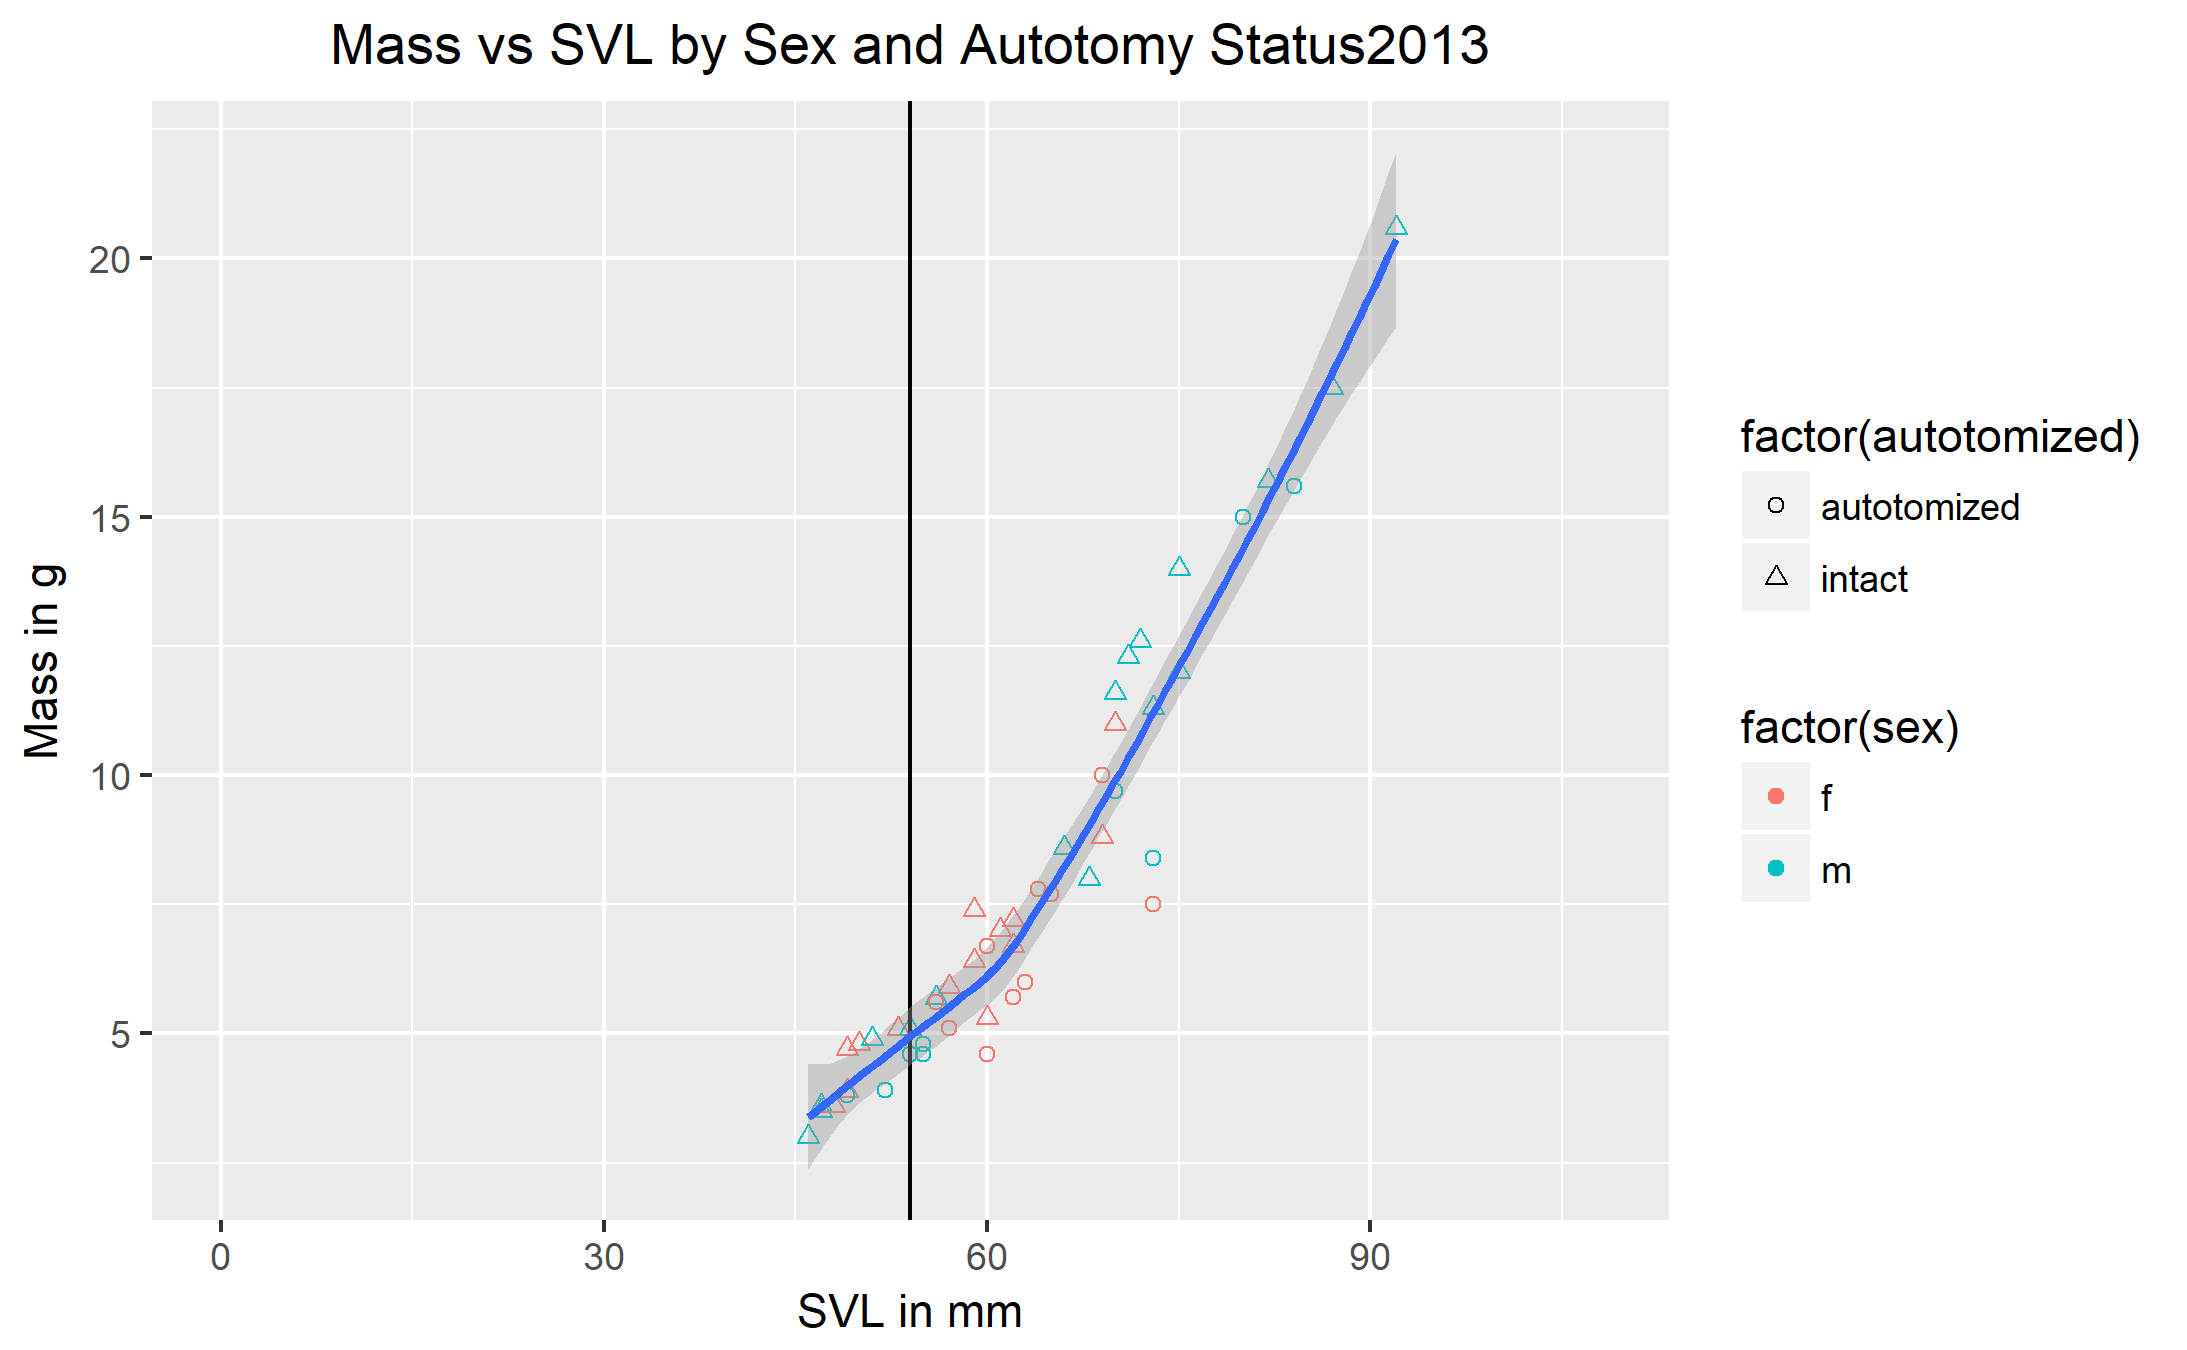 Mass vs SVL by Sex and Autotomy Status2013
20
15
10
5
Mass in g
0 30 60 90
SVL in mm
factor(autotomized)
autotomized
intact
factor(sex)
f
m